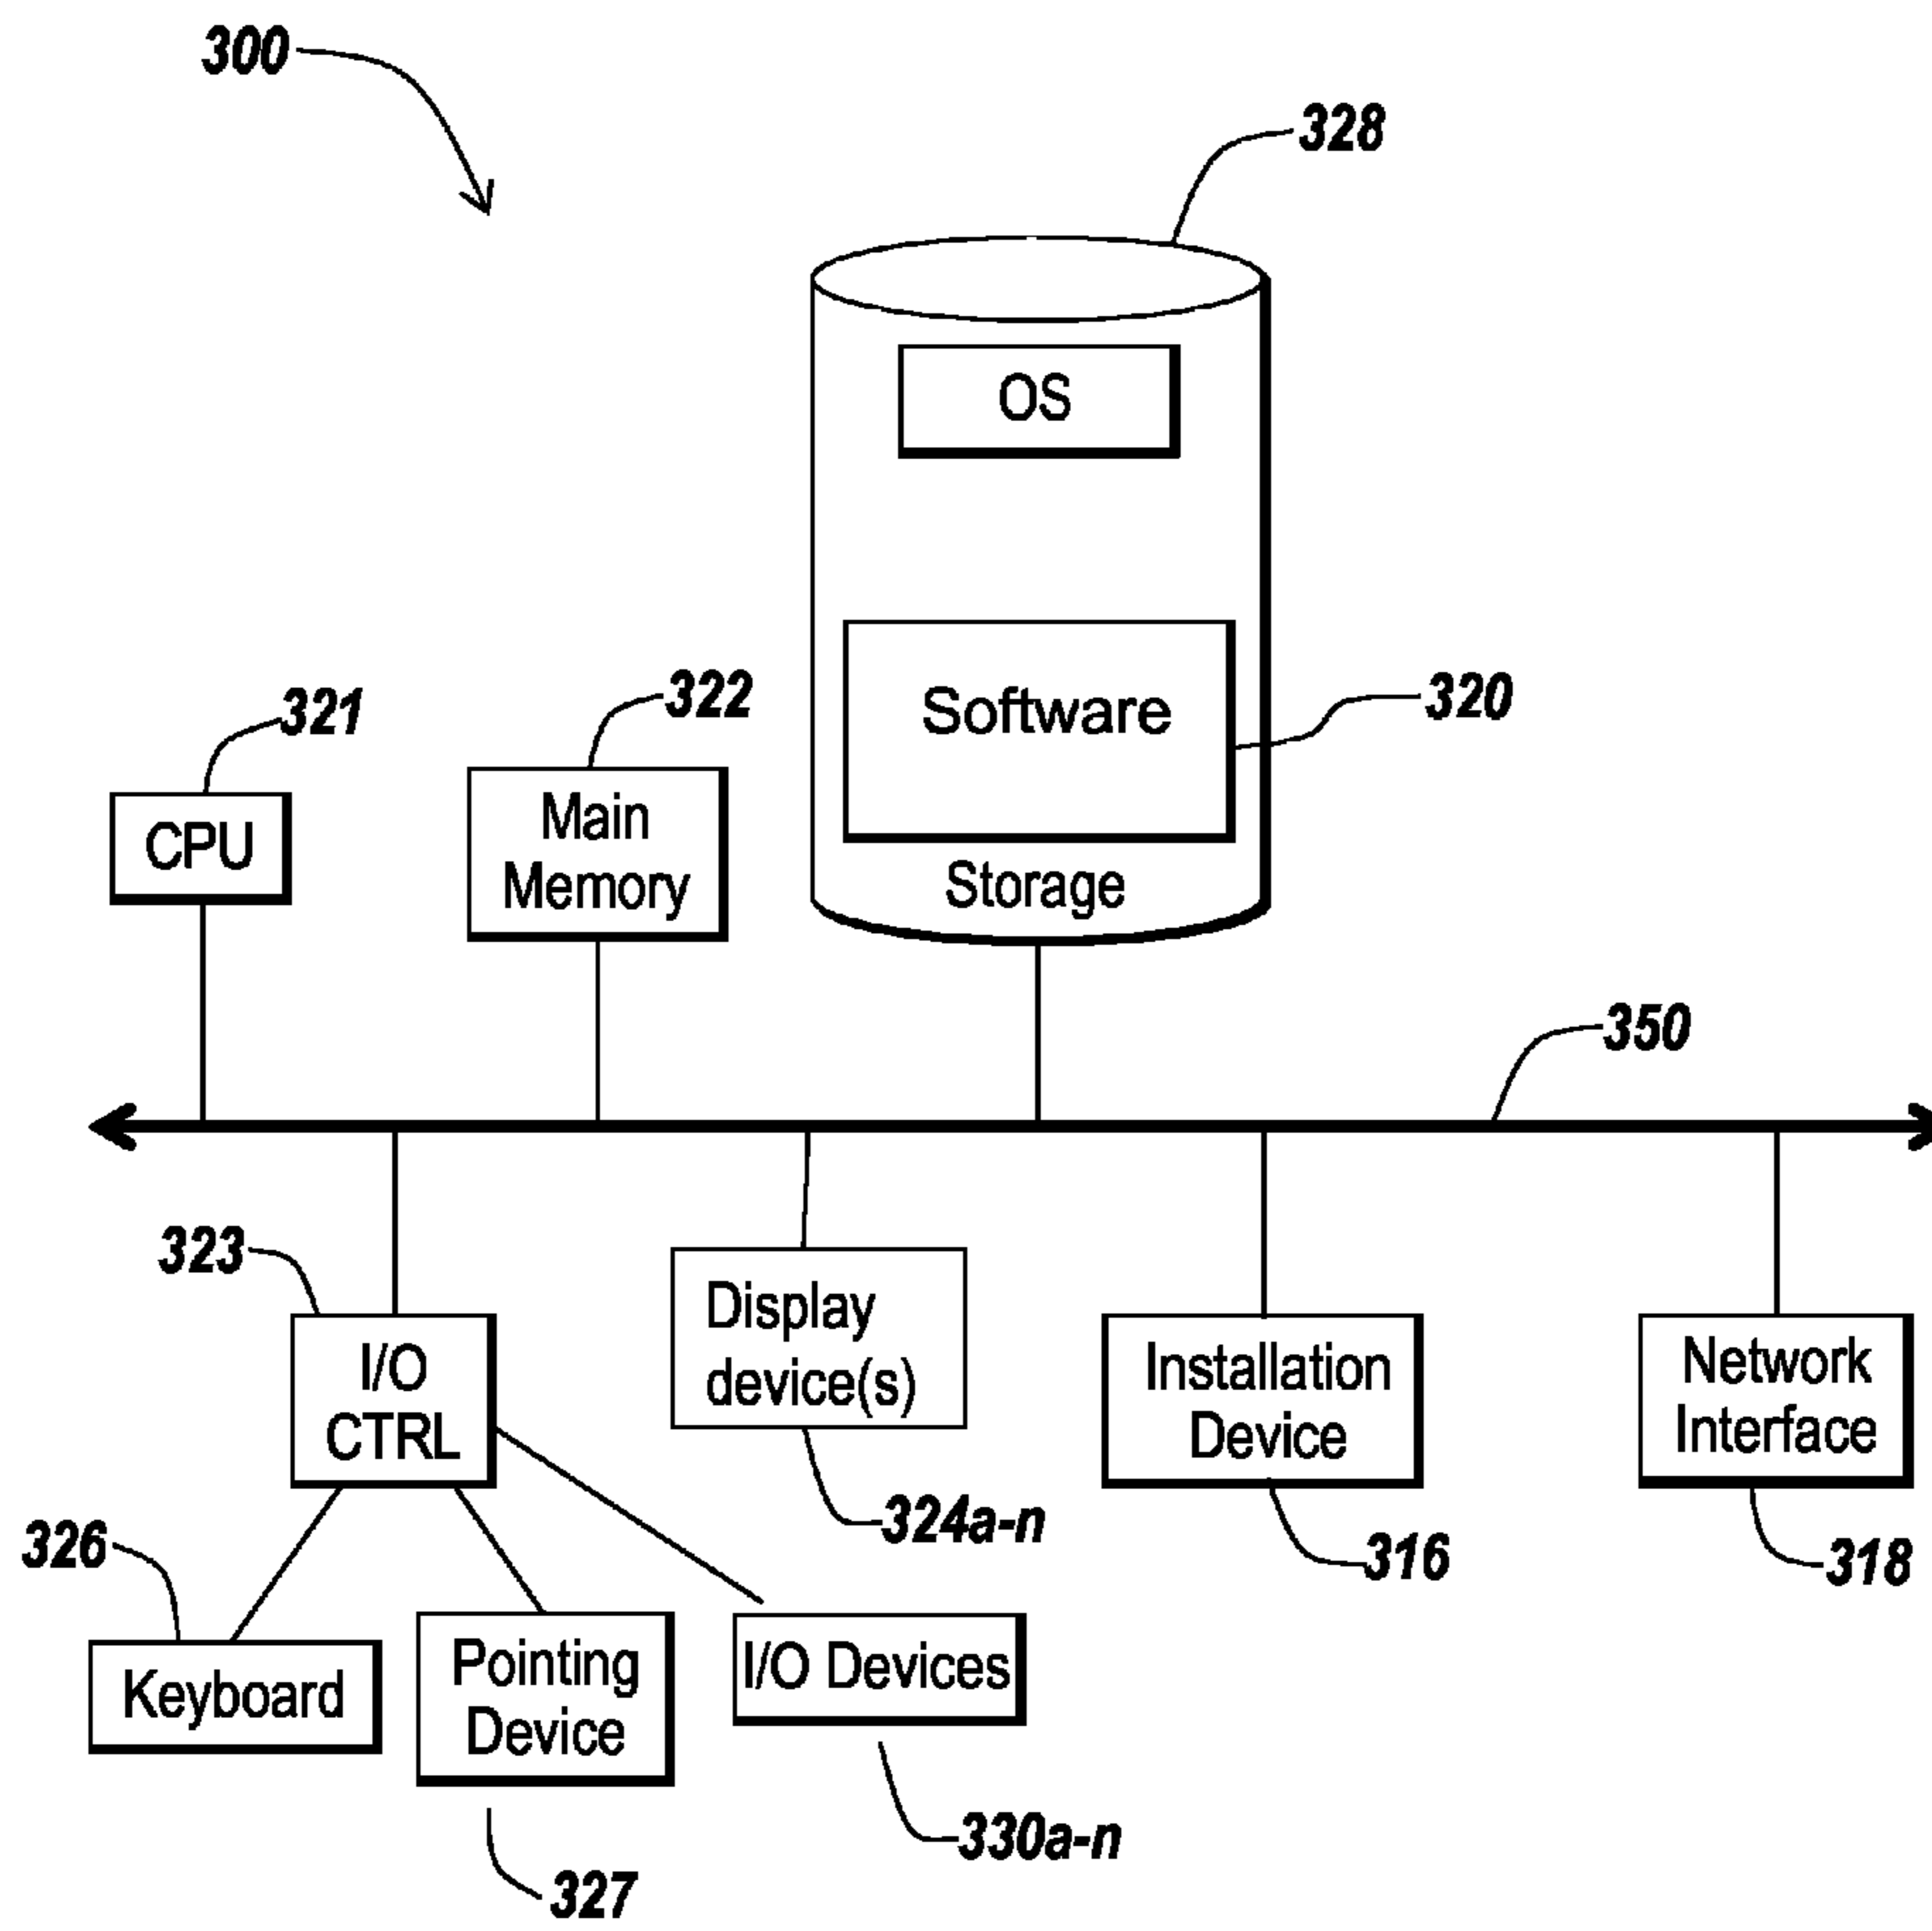 300
328
OS
Software
320
Storage
321
CPU
322
Main
Memory
350
323
I/O
CTRL
Display
device(s)
324a-n
Installation
Device
316
Network
Interface
318
326
Keyboard
Pointing
Device
327
I/O Devices
330a-n